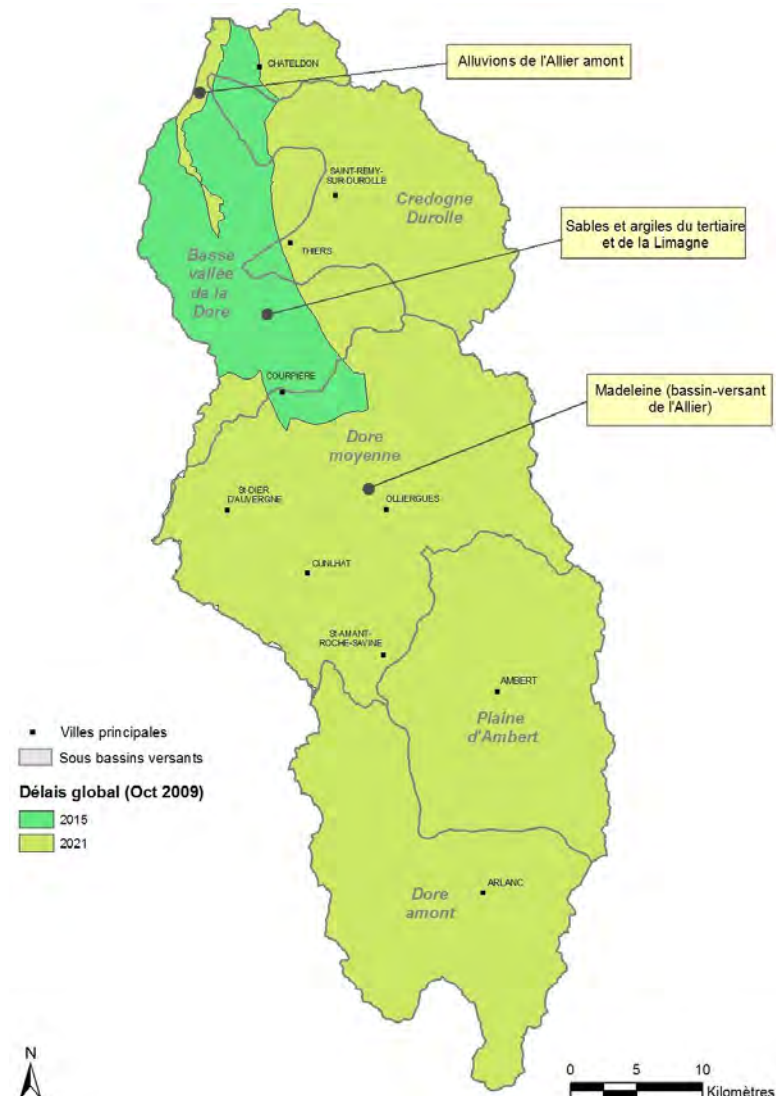 Alluvions de l'Allier amont
CHATELDON
SAINT-REMY-
SUR-DUROLLE
Credogne
Durolle
Sables et argiles du tertiaire
et de la Limagne
THIERS
Basse
vallée
de la
Dore
COURPIÈRE
Madeleine (bassin-versant
de l'Allier)
Dore
moyenne
St-DIER
D'AUVERGNE
OLLIERGUES
CUNLHAT
St-AMANT-
ROCHE-SAVINE
AMBERT
Plaine
d'Ambert
Villes principales
Sous bassins versants
Délais global (Oct 2009)
2015
2021
ARLANC
Dore
amont
N
0 5 10
Kilomètres